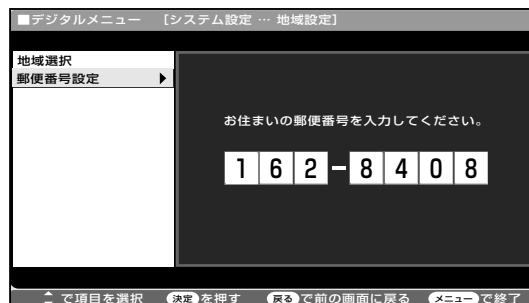 ■デジタルメニュー [システム設定 … 地域設定]
地域選択
郵便番号設定 ▶
お住まいの郵便番号を入力してください。
162-8408
で項目を選択 決定を押す 戻るで前の画面に戻る メニューで終了